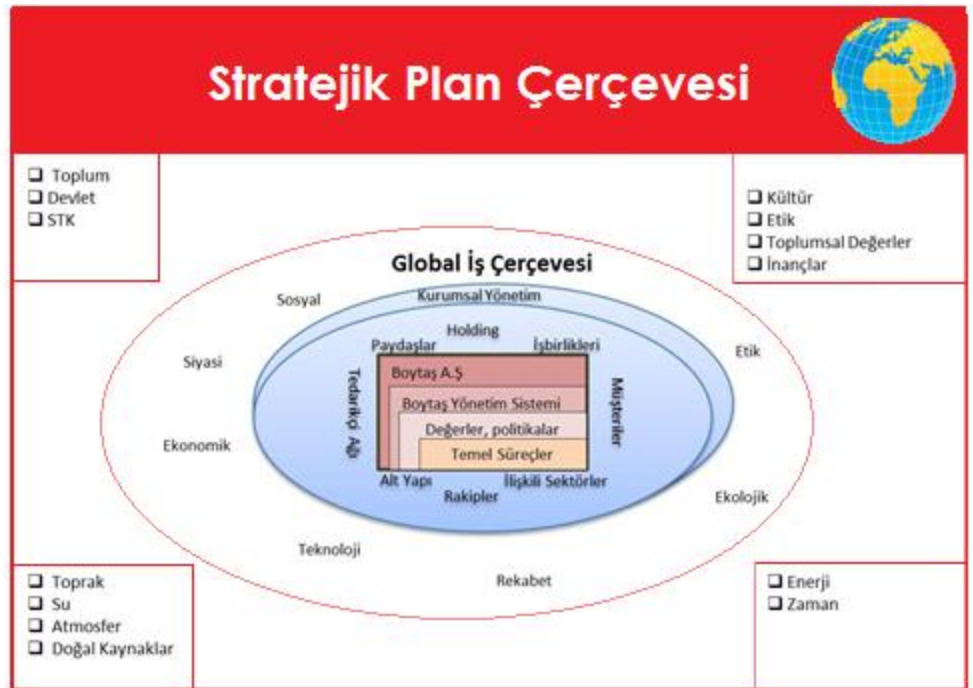 Stratejik Plan Çerçevesi
❑ Toplum
❑ Devlet
❑ STK
❑ Kültür
❑ Etik
❑ Toplumsal Değerler
❑ İnançlar
Global İş Çerçevesi
Sosyal
Kurumsal Yönetim
Holding
Paydaşlar
İşbirlikleri
Siyasi
Etik
Boytaş A.Ş
Tedarikçi Ağı
Müşteriler
Boytaş Yönetim Sistemi
Değerler, politikalar
Ekonomik
Temel Süreçler
Alt Yapı
İlişkili Sektörler
Rakipler
Ekolojik
Teknoloji
Rekabet
❑ Toprak
❑ Su
❑ Atmosfer
❑ Doğal Kaynaklar
❑ Enerji
❑ Zaman